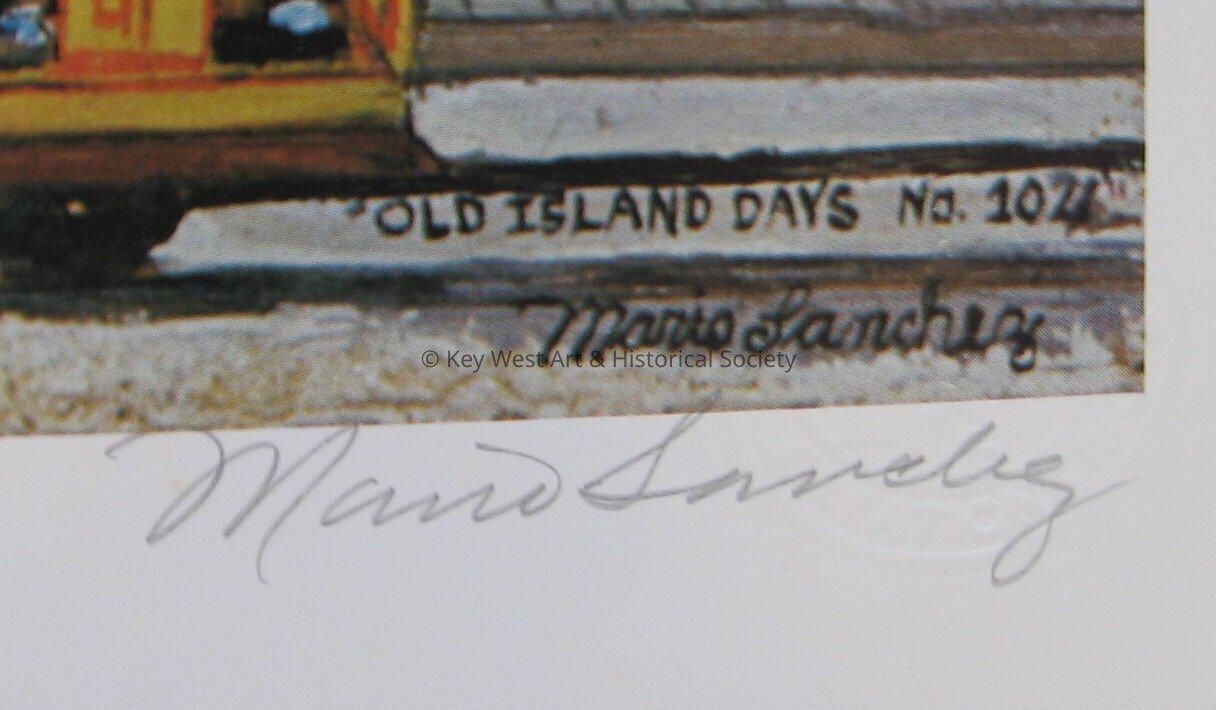 "OLD ISLAND DAYS No. 102"
Mario Sanchez
© Key West Art & Historical Society
Mario Sanchez